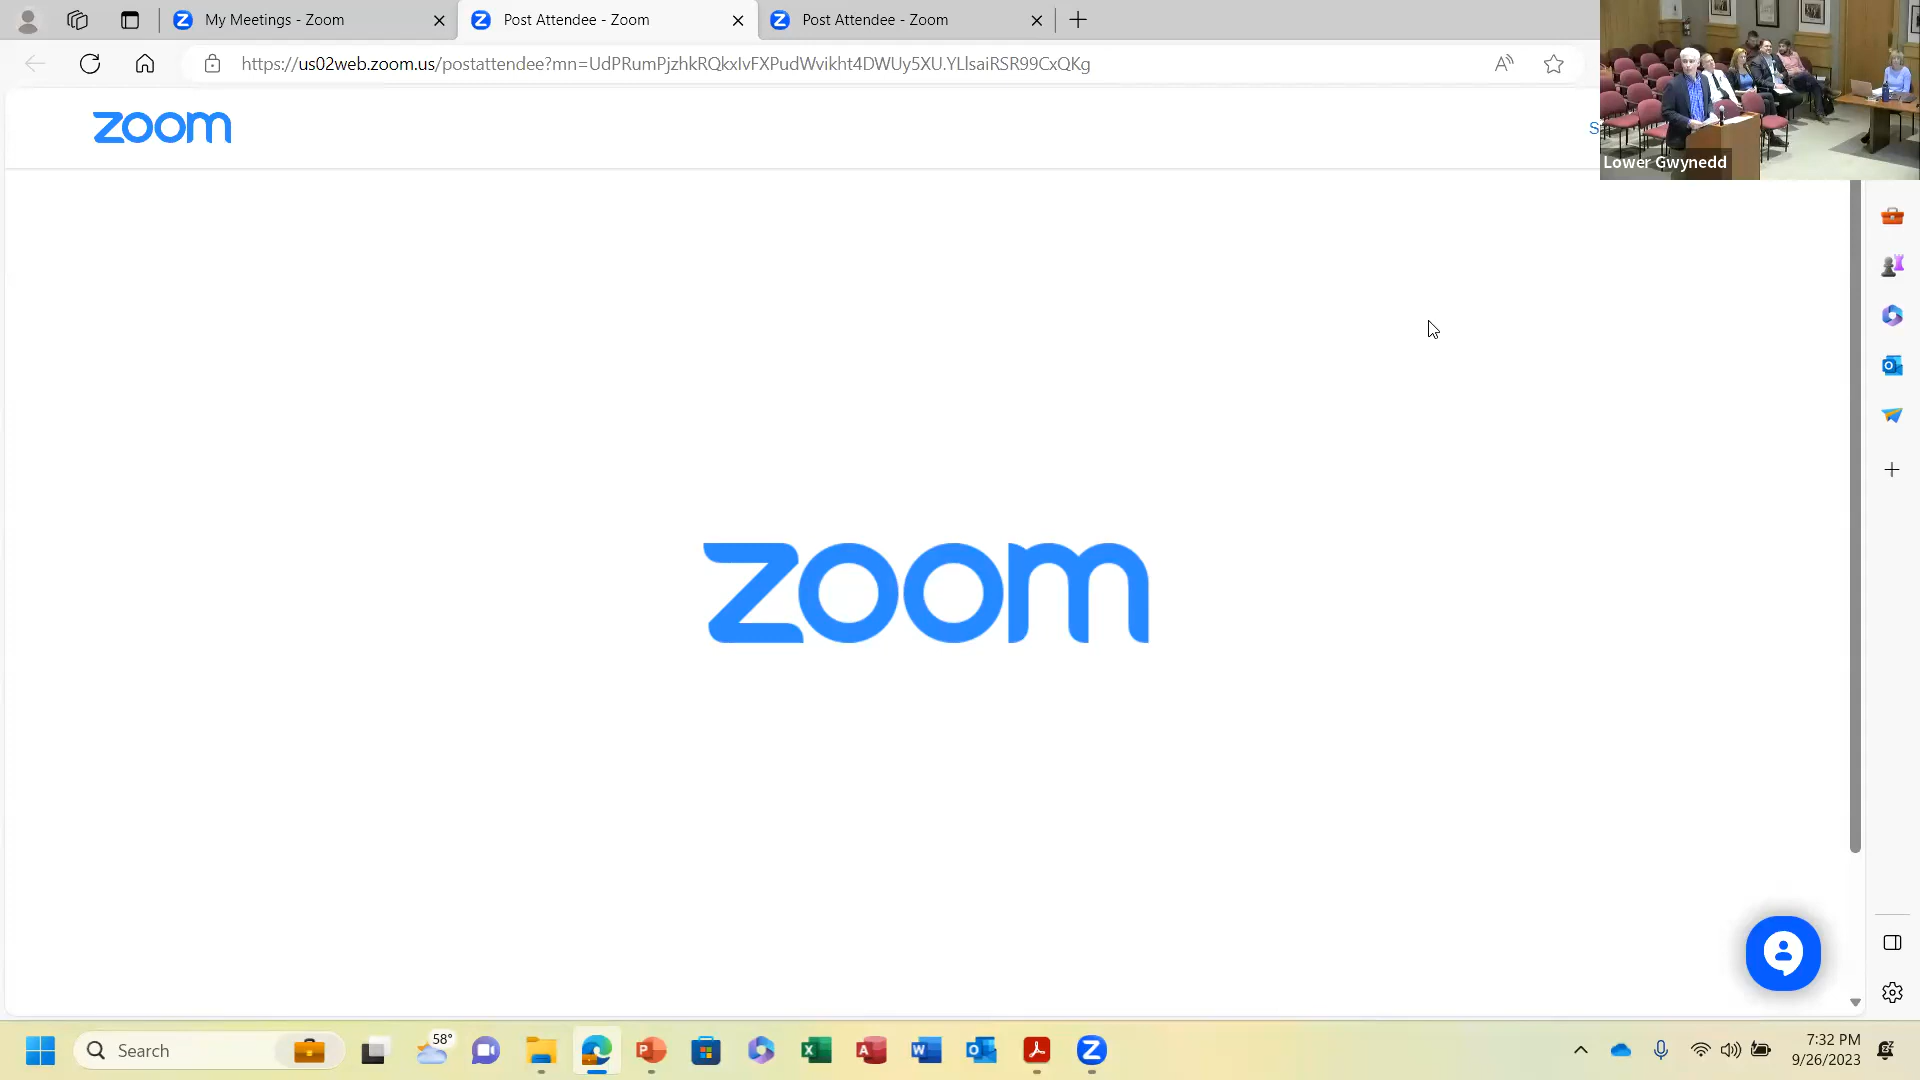 My Meetings - Zoom
Post Attendee - Zoom
Post Attendee - Zoom
https://us02web.zoom.us/postattendee?mn=UdPRumPjzhkRQkxIvFXPudWvikht4DWUy5XU.YLlsaiRSR99CxQKg
zoom
S
Lower Gwynedd
zoom
Search
58°
7:32 PM
9/26/2023